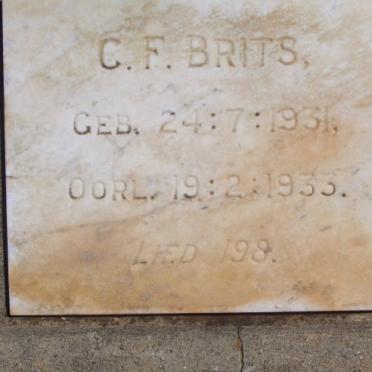 C. F. BRITS,
GEB. 24:7:1931,
OORL. 19:2:1933.
LIED 198.